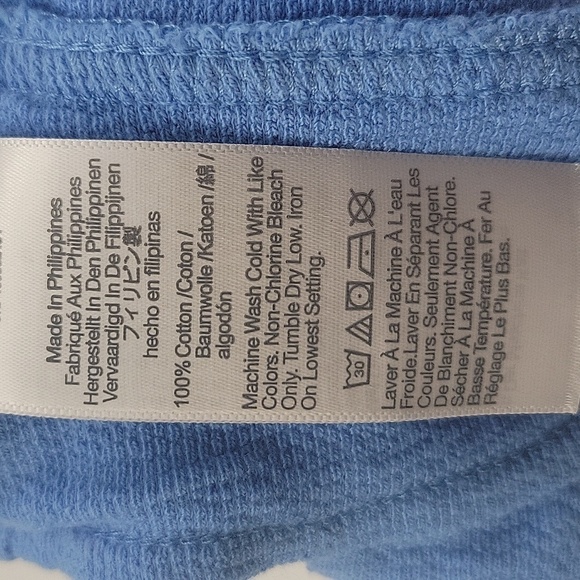 Made In Philippines
Fabriqué Aux Philippines
Hergestellt In Den Philippinen
Vervaardigd In De Filippijnen
フィリピン製
hecho en filipinas
100% Cotton /Coton /
Baumwolle /Katoen /綿 /
algodón
Machine Wash Cold With Like
Colors. Non-Chlorine Bleach
Only. Tumble Dry Low. Iron
On Lowest Setting.
30
Laver À La Machine À L'eau
Froide.Laver En Séparant Les
Couleurs. Seulement Agent
De Blanchiment Non-Chlore.
Sécher À La Machine À
Basse Température. Fer Au
Réglage Le Plus Bas.